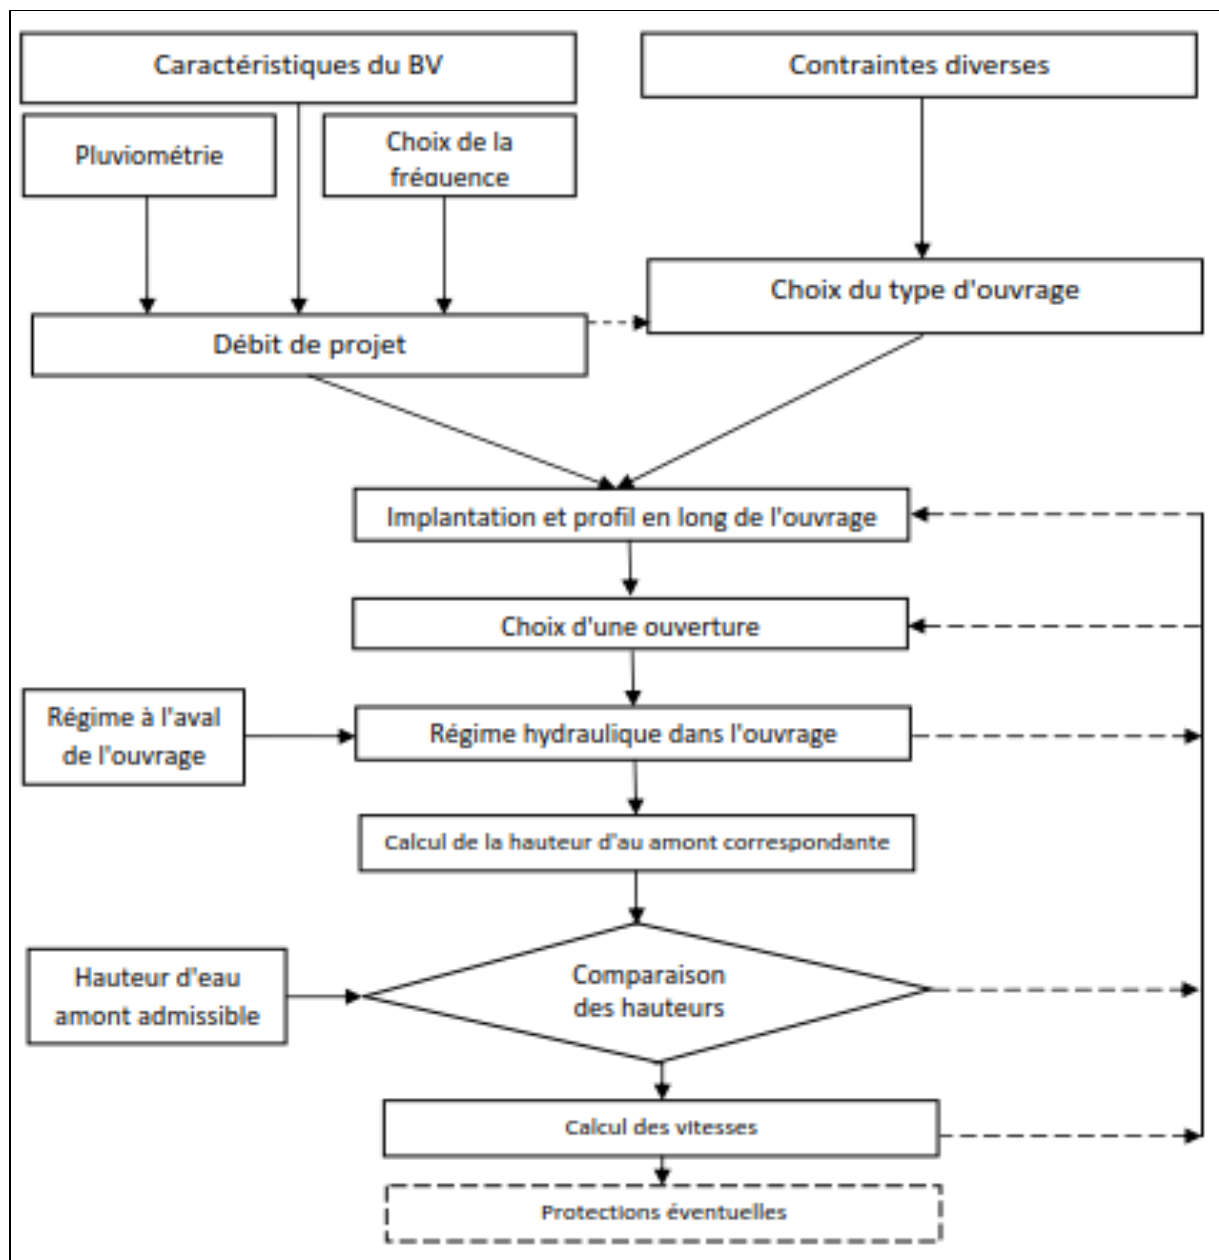 Caractéristiques du BV
Contraintes diverses
Pluviométrie
Choix de la
fréquence
Choix du type d'ouvrage
Débit de projet
Implantation et profil en long de l'ouvrage
Choix d'une ouverture
Régime à l'aval
de l'ouvrage
Régime hydraulique dans l'ouvrage
Calcul de la hauteur d'au amont correspondante
Hauteur d'eau
amont admissible
Comparaison
des hauteurs
Calcul des vitesses
Protections éventuelles